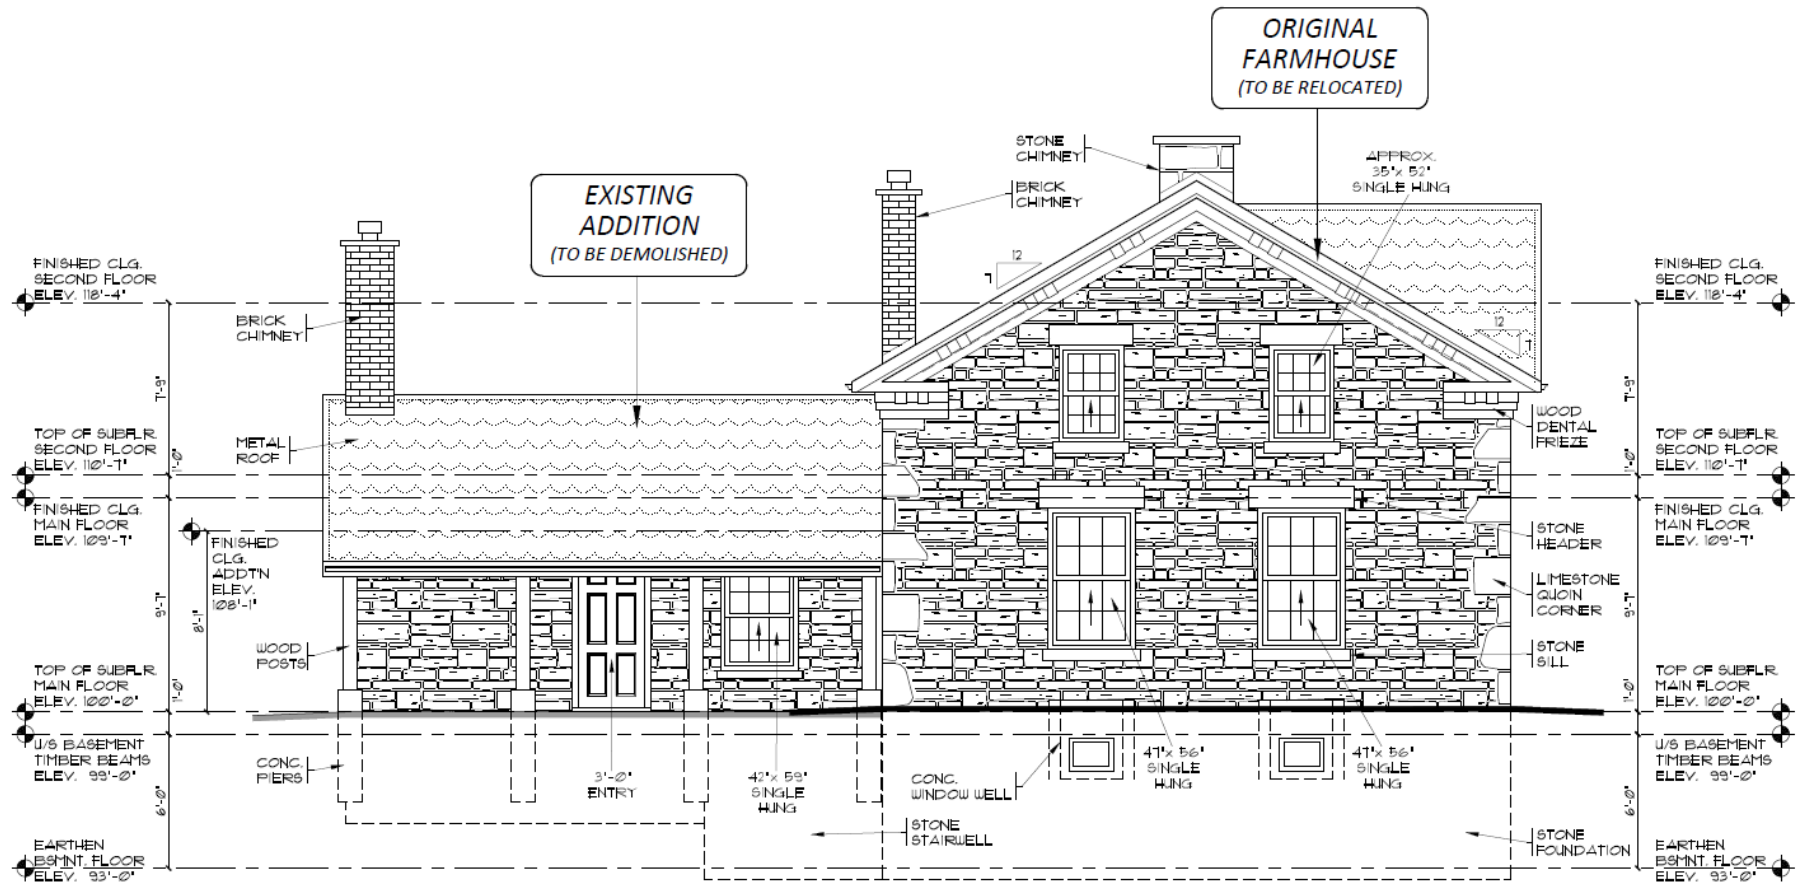 ORIGINAL
FARMHOUSE
(TO BE RELOCATED)
STONE
CHIMNEY
APPROX.
35"x 52"
SINGLE HUNG
BRICK
CHIMNEY
EXISTING
ADDITION
(TO BE DEMOLISHED)
12
7
FINISHED CLG.
SECOND FLOOR
ELEV. 118'-4"
BRICK
CHIMNEY
FINISHED CLG.
SECOND FLOOR
ELEV. 118'-4"
12
7
7'-9"
7'-9"
TOP OF SUBFLR
SECOND FLOOR
ELEV. 110'-7"
METAL
ROOF
WOOD
DENTAL
FRIEZE
TOP OF SUBFLR
SECOND FLOOR
ELEV. 110'-7"
1'-0"
1'-0"
FINISHED CLG.
MAIN FLOOR
ELEV. 109'-7"
FINISHED
CLG.
ADDT'N
ELEV.
108'-1"
STONE
HEADER
FINISHED CLG.
MAIN FLOOR
ELEV. 109'-7"
9'-7"
8'-1"
LIMESTONE
QUOIN
CORNER
9'-7"
WOOD
POSTS
STONE
SILL
TOP OF SUBFLR
MAIN FLOOR
ELEV. 100'-0"
1'-0"
1'-0"
TOP OF SUBFLR
MAIN FLOOR
ELEV. 100'-0"
U/S BASEMENT
TIMBER BEAMS
ELEV. 99'-0"
CONC.
PIERS
3'-0"
ENTRY
42"x 59"
SINGLE
HUNG
CONC.
WINDOW WELL
47"x 56"
SINGLE
HUNG
47"x 56"
SINGLE
HUNG
U/S BASEMENT
TIMBER BEAMS
ELEV. 99'-0"
6'-0"
6'-0"
STONE
STAIRWELL
STONE
FOUNDATION
EARTHEN
BSMNT. FLOOR
ELEV. 93'-0"
EARTHEN
BSMNT. FLOOR
ELEV. 93'-0"